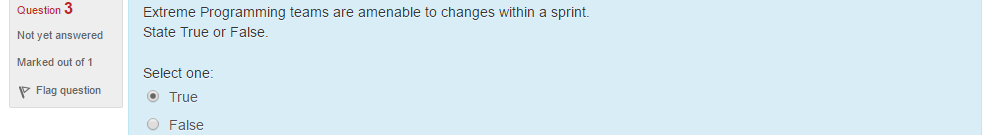 Question 3
Not yet answered
Marked out of 1
Flag question
Extreme Programming teams are amenable to changes within a sprint.
State True or False.
Select one:
True
False